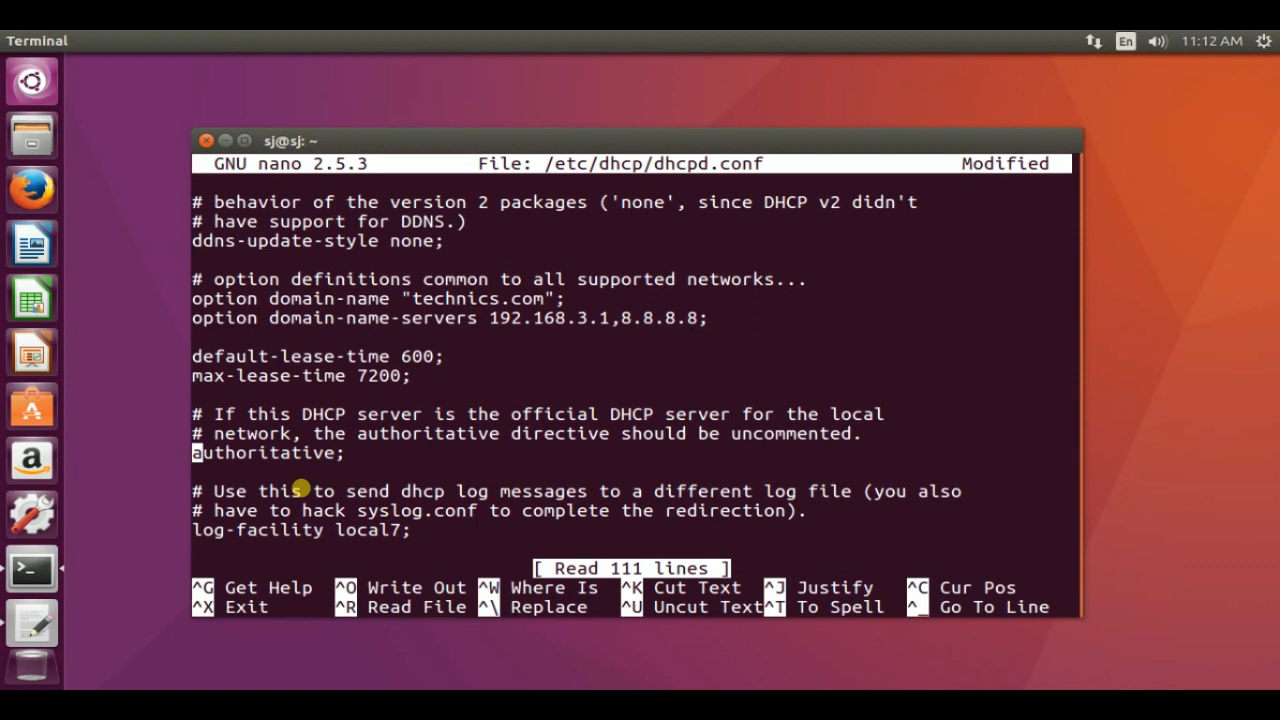 Terminal
En
11:12 AM
sj@sj: ~
GNU nano 2.5.3 File: /etc/dhcp/dhcpd.conf Modified
# behavior of the version 2 packages ('none', since DHCP v2 didn't
# have support for DDNS.)
ddns-update-style none;
# option definitions common to all supported networks...
option domain-name "technics.com";
option domain-name-servers 192.168.3.1,8.8.8.8;
default-lease-time 600;
max-lease-time 7200;
# If this DHCP server is the official DHCP server for the local
# network, the authoritative directive should be uncommented.
authoritative;
# Use this to send dhcp log messages to a different log file (you also
# have to hack syslog.conf to complete the redirection).
log-facility local7;
[ Read 111 lines ]
^G Get Help ^O Write Out ^W Where Is ^K Cut Text ^J Justify ^C Cur Pos
^X Exit ^R Read File ^\ Replace ^U Uncut Text ^T To Spell ^_ Go To Line